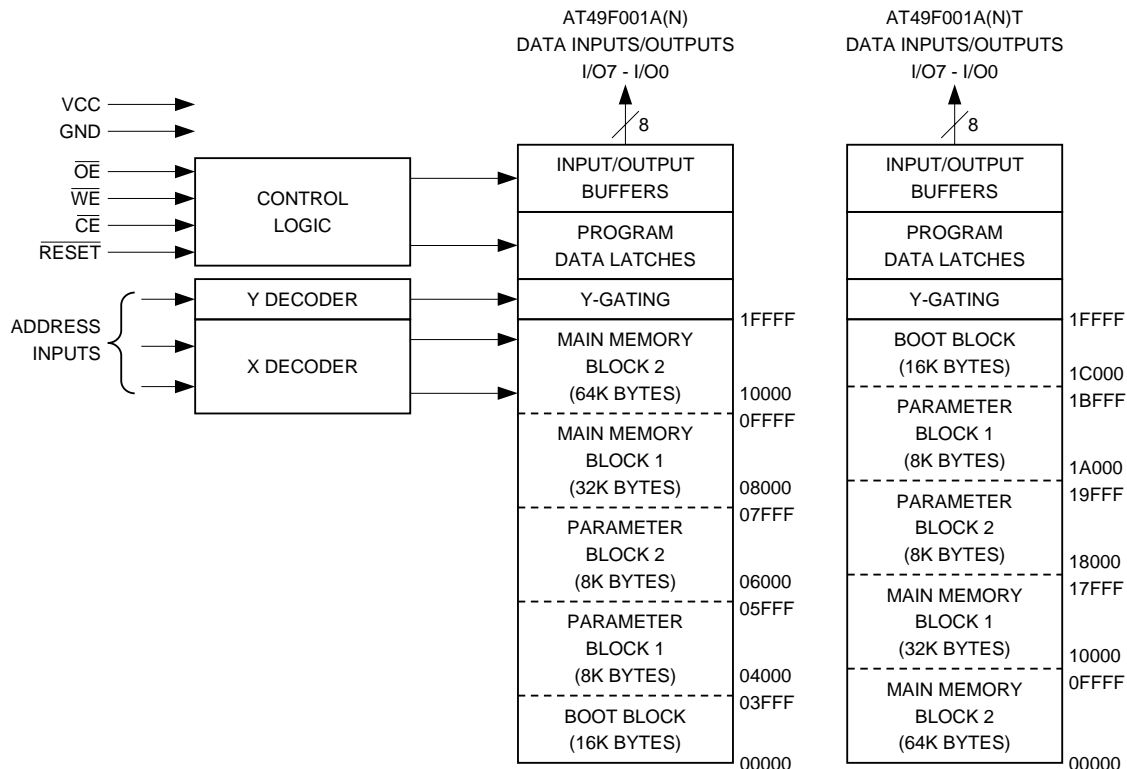 AT49F001A(N)
DATA INPUTS/OUTPUTS
I/O7 - I/O0
8
AT49F001A(N)T
DATA INPUTS/OUTPUTS
I/O7 - I/O0
8
VCC
GND
OE
WE
CE
RESET
ADDRESS
INPUTS
CONTROL
LOGIC
Y DECODER
X DECODER
INPUT/OUTPUT
BUFFERS
PROGRAM
DATA LATCHES
Y-GATING
1FFFF
MAIN MEMORY
BLOCK 2
(64K BYTES)
10000
0FFFF
MAIN MEMORY
BLOCK 1
(32K BYTES)
08000
07FFF
PARAMETER
BLOCK 2
(8K BYTES)
06000
05FFF
PARAMETER
BLOCK 1
(8K BYTES)
04000
03FFF
BOOT BLOCK
(16K BYTES)
00000
INPUT/OUTPUT
BUFFERS
PROGRAM
DATA LATCHES
Y-GATING
1FFFF
BOOT BLOCK
(16K BYTES)
1C000
1BFFF
PARAMETER
BLOCK 1
(8K BYTES)
1A000
19FFF
PARAMETER
BLOCK 2
(8K BYTES)
18000
17FFF
MAIN MEMORY
BLOCK 1
(32K BYTES)
10000
0FFFF
MAIN MEMORY
BLOCK 2
(64K BYTES)
00000